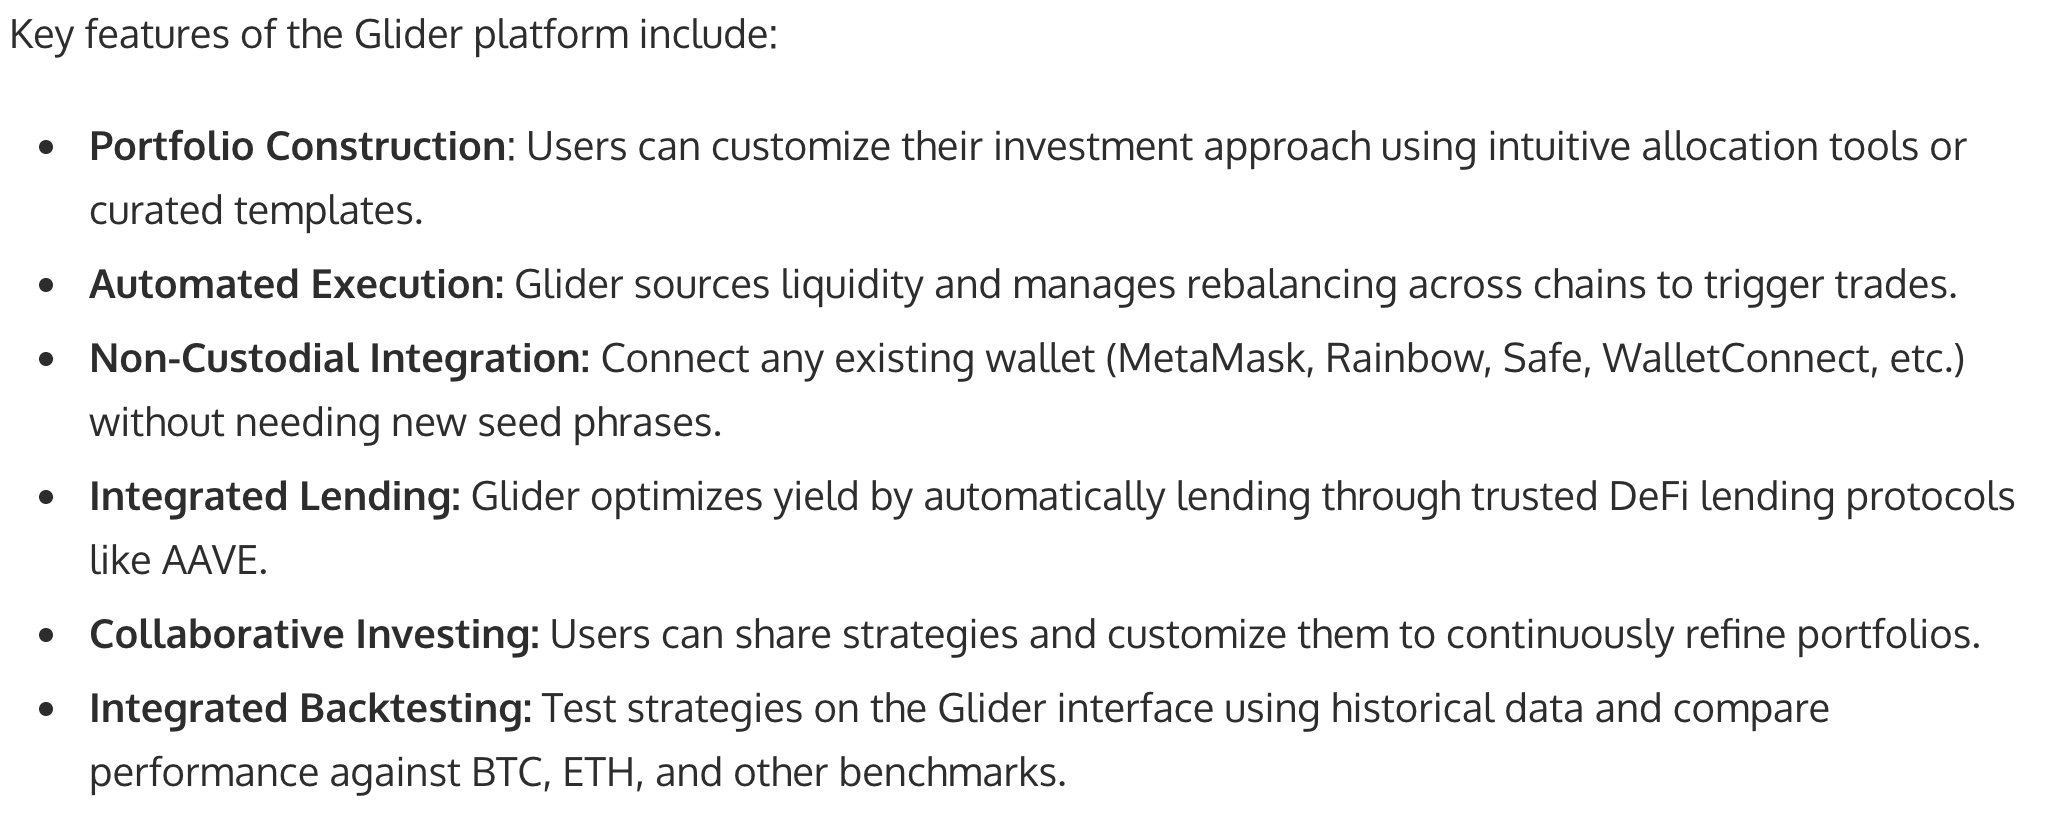 Key features of the Glider platform include:
• Portfolio Construction: Users can customize their investment approach using intuitive allocation tools or
curated templates.
• Automated Execution: Glider sources liquidity and manages rebalancing across chains to trigger trades.
• Non-Custodial Integration: Connect any existing wallet (MetaMask, Rainbow, Safe, WalletConnect, etc.)
without needing new seed phrases.
• Integrated Lending: Glider optimizes yield by automatically lending through trusted DeFi lending protocols
like AAVE.
• Collaborative Investing: Users can share strategies and customize them to continuously refine portfolios.
• Integrated Backtesting: Test strategies on the Glider interface using historical data and compare
performance against BTC, ETH, and other benchmarks.